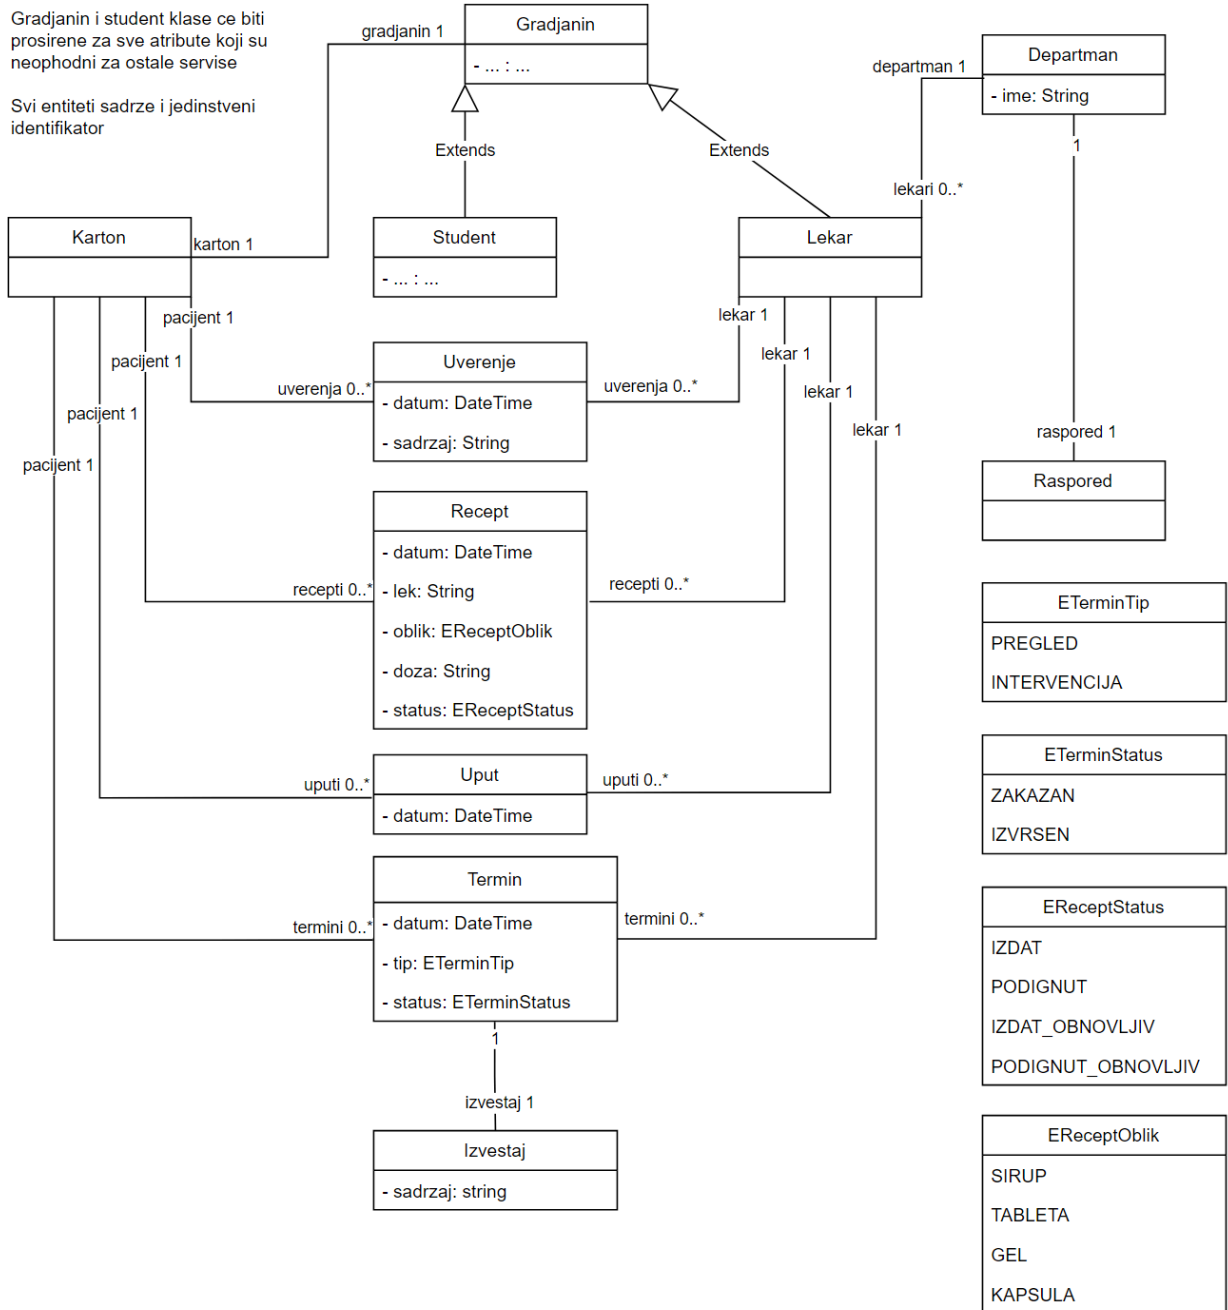 Gradjanin i student klase ce biti
prosirene za sve atribute koji su
neophodni za ostale servise
Svi entiteti sadrze i jedinstveni
identifikator
gradjanin 1
Gradjanin
- ... : ...
departman 1
Departman
- ime: String
1
Extends
Extends
lekari 0..*
Karton
karton 1
Student
- ... : ...
Lekar
pacijent 1
pacijent 1
pacijent 1
pacijent 1
lekar 1
lekar 1
lekar 1
lekar 1
uverenja 0..*
Uverenje
- datum: DateTime
- sadrzaj: String
uverenja 0..*
raspored 1
Raspored
recepti 0..*
Recept
- datum: DateTime
- lek: String
- oblik: EReceptOblik
- doza: String
- status: EReceptStatus
recepti 0..*
ETerminTip
PREGLED
INTERVENCIJA
uputi 0..*
Uput
- datum: DateTime
uputi 0..*
ETerminStatus
ZAKAZAN
IZVRSEN
termini 0..*
Termin
- datum: DateTime
- tip: ETerminTip
- status: ETerminStatus
termini 0..*
1
izvestaj 1
Izvestaj
- sadrzaj: string
EReceptStatus
IZDAT
PODIGNUT
IZDAT_OBNOVLJIV
PODIGNUT_OBNOVLJIV
EReceptOblik
SIRUP
TABLETA
GEL
KAPSULA